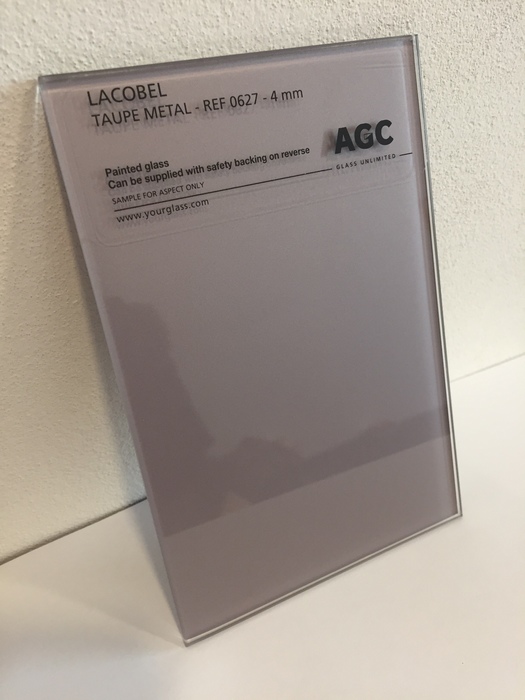 LACOBEL
TAUPE METAL - REF 0627 - 4 mm
AGC
GLASS UNLIMITED
Painted glass
Can be supplied with safety backing on reverse
SAMPLE FOR ASPECT ONLY
www.yourglass.com